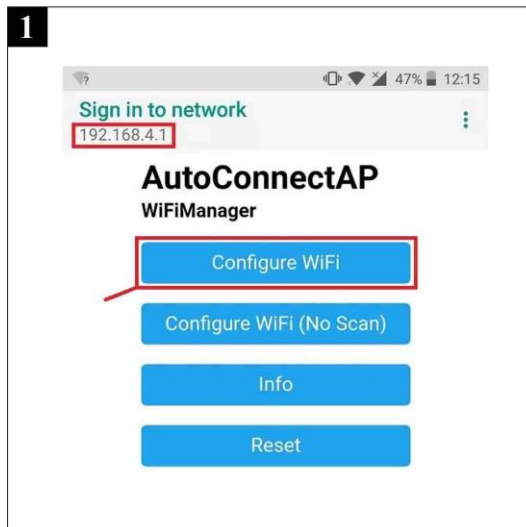 1
47% 12:15
Sign in to network
192.168.4.1
AutoConnectAP
WiFiManager
Configure WiFi
Configure WiFi (No Scan)
Info
Reset